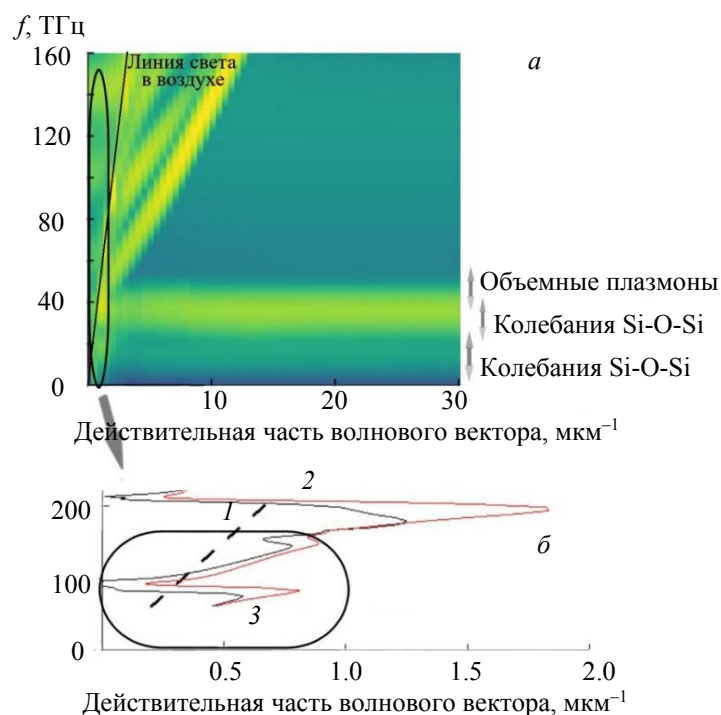 f, ТГц
а
160
Линия света
в воздухе
120
80
Объемные плазмоны
40
Колебания Si-O-Si
Колебания Si-O-Si
0
10
20
30
Действительная часть волнового вектора, мкм⁻¹
2
200
1
б
100
3
0
0.5
1.0
1.5
2.0
Действительная часть волнового вектора, мкм⁻¹